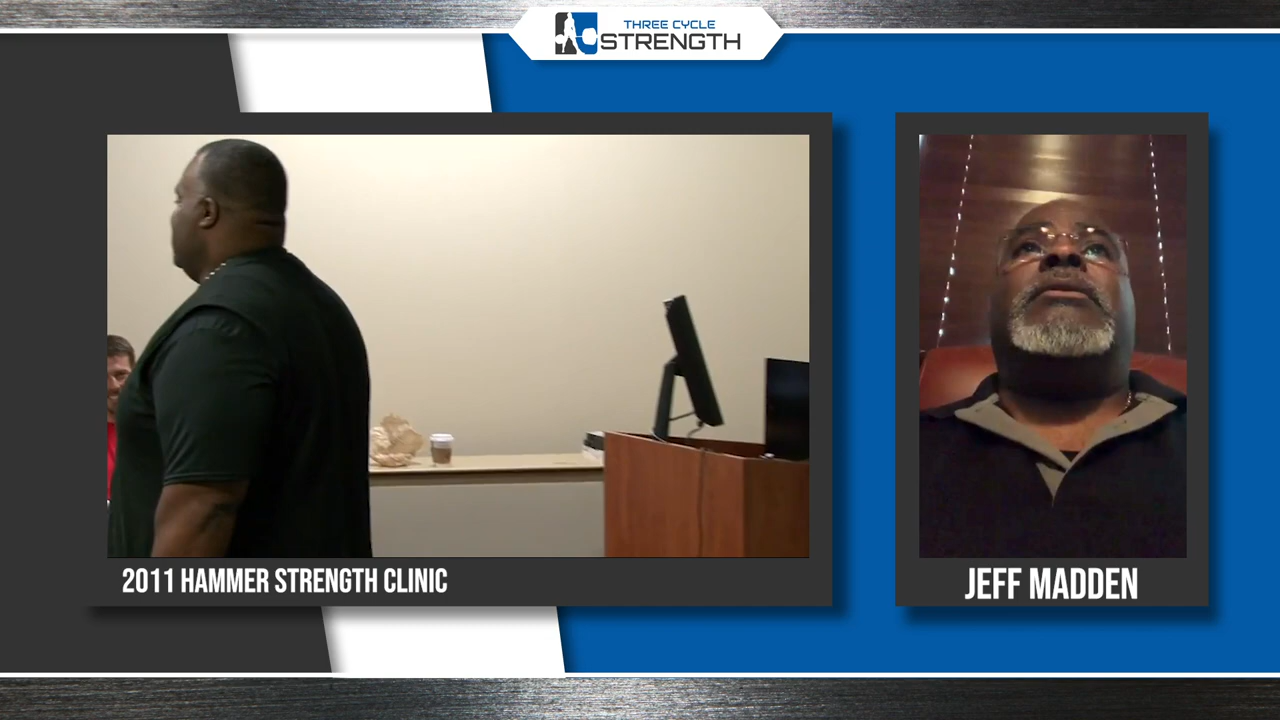 THREE CYCLE
STRENGTH
2011 HAMMER STRENGTH CLINIC
JEFF MADDEN